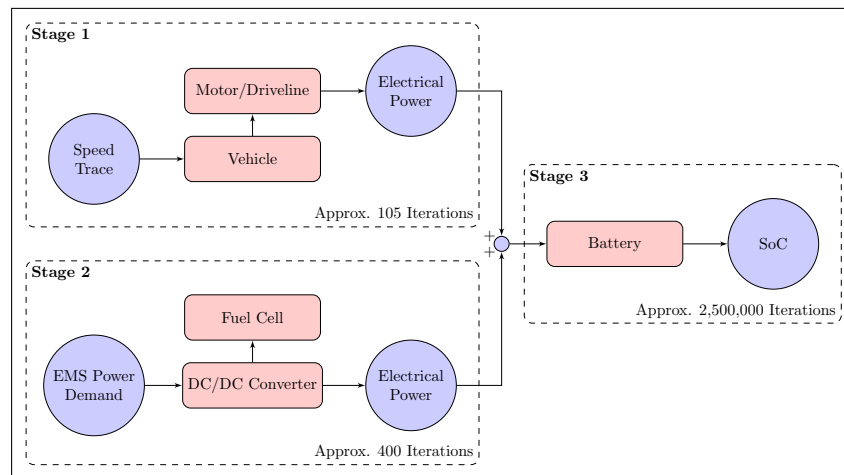 Stage 1
Motor/Driveline
Electrical
Power
Speed
Trace
Vehicle
Approx. 105 Iterations
Stage 2
Fuel Cell
EMS Power
Demand
DC/DC Converter
Electrical
Power
Approx. 400 Iterations
+
+
Stage 3
Battery
SoC
Approx. 2,500,000 Iterations